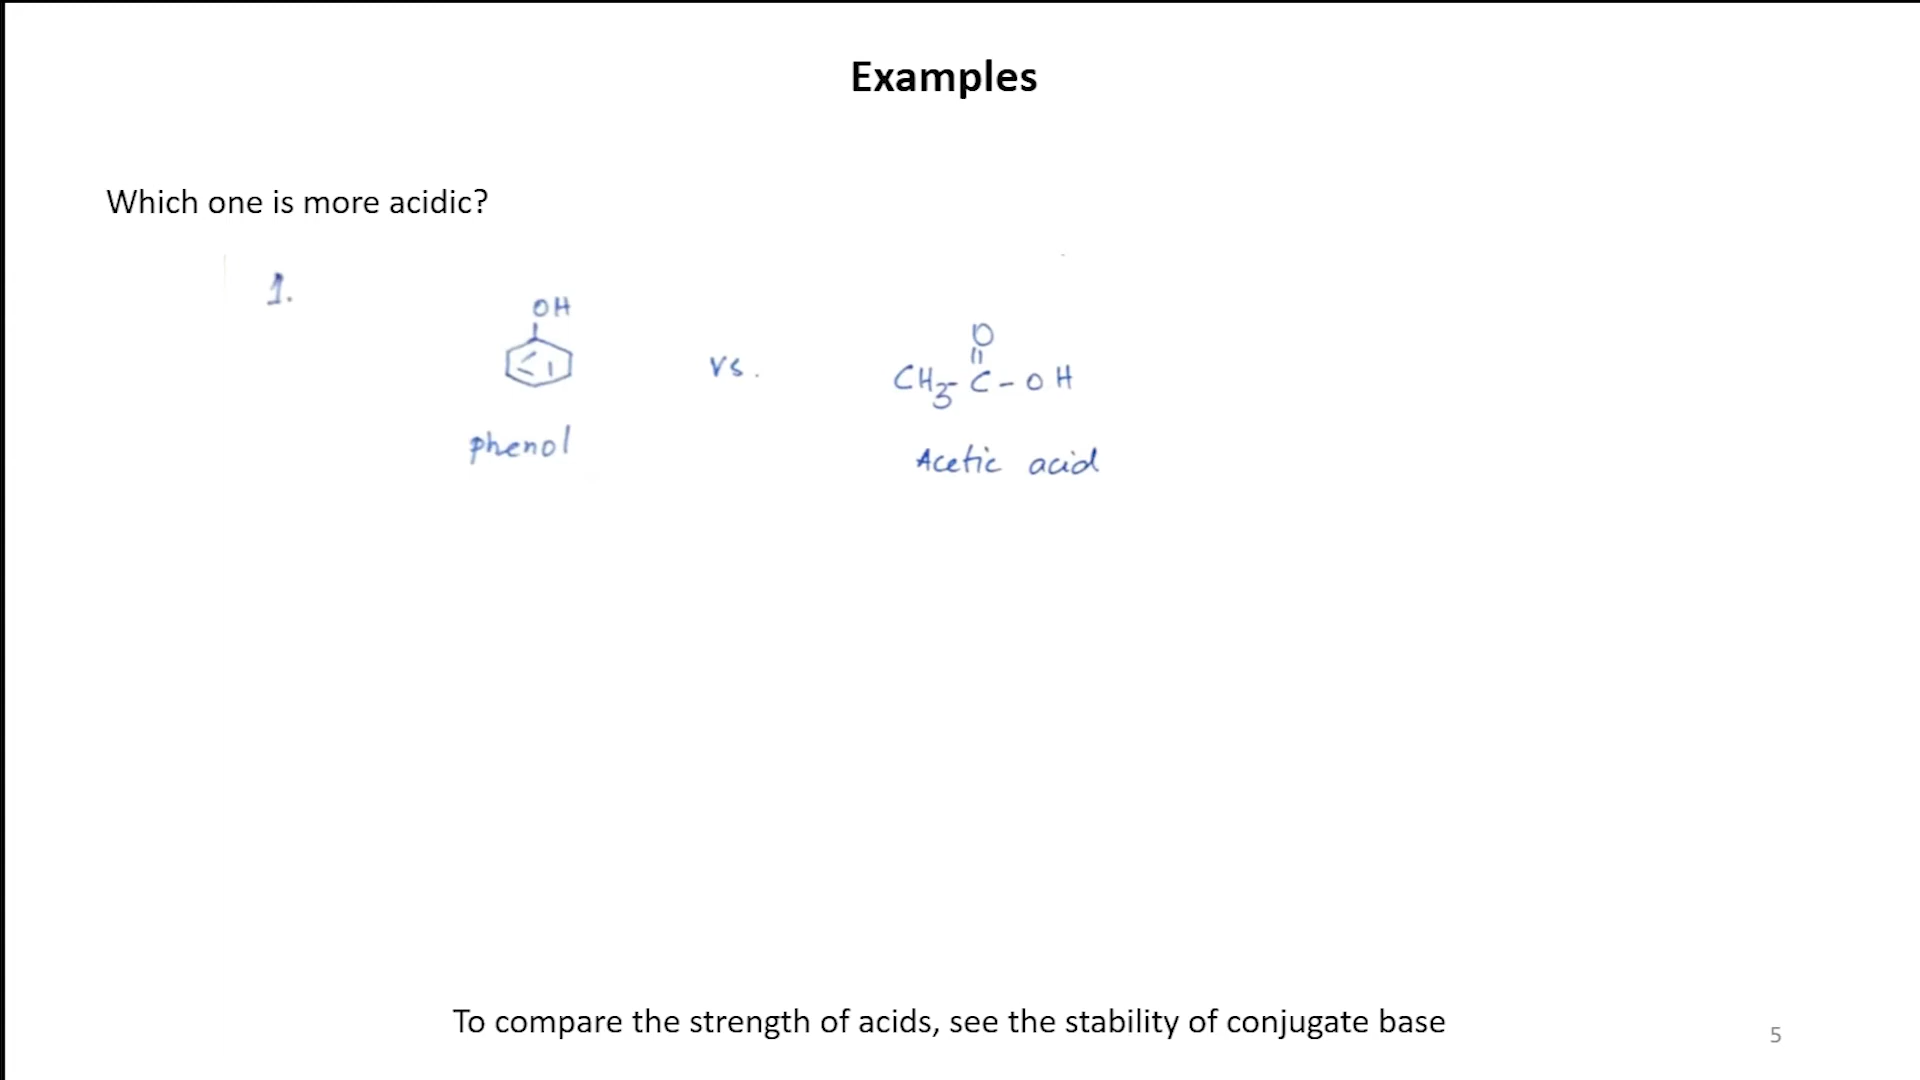 Examples
Which one is more acidic?
1.
OH
O
vs.
CH3-C-OH
phenol
Acetic acid
To compare the strength of acids, see the stability of conjugate base
5